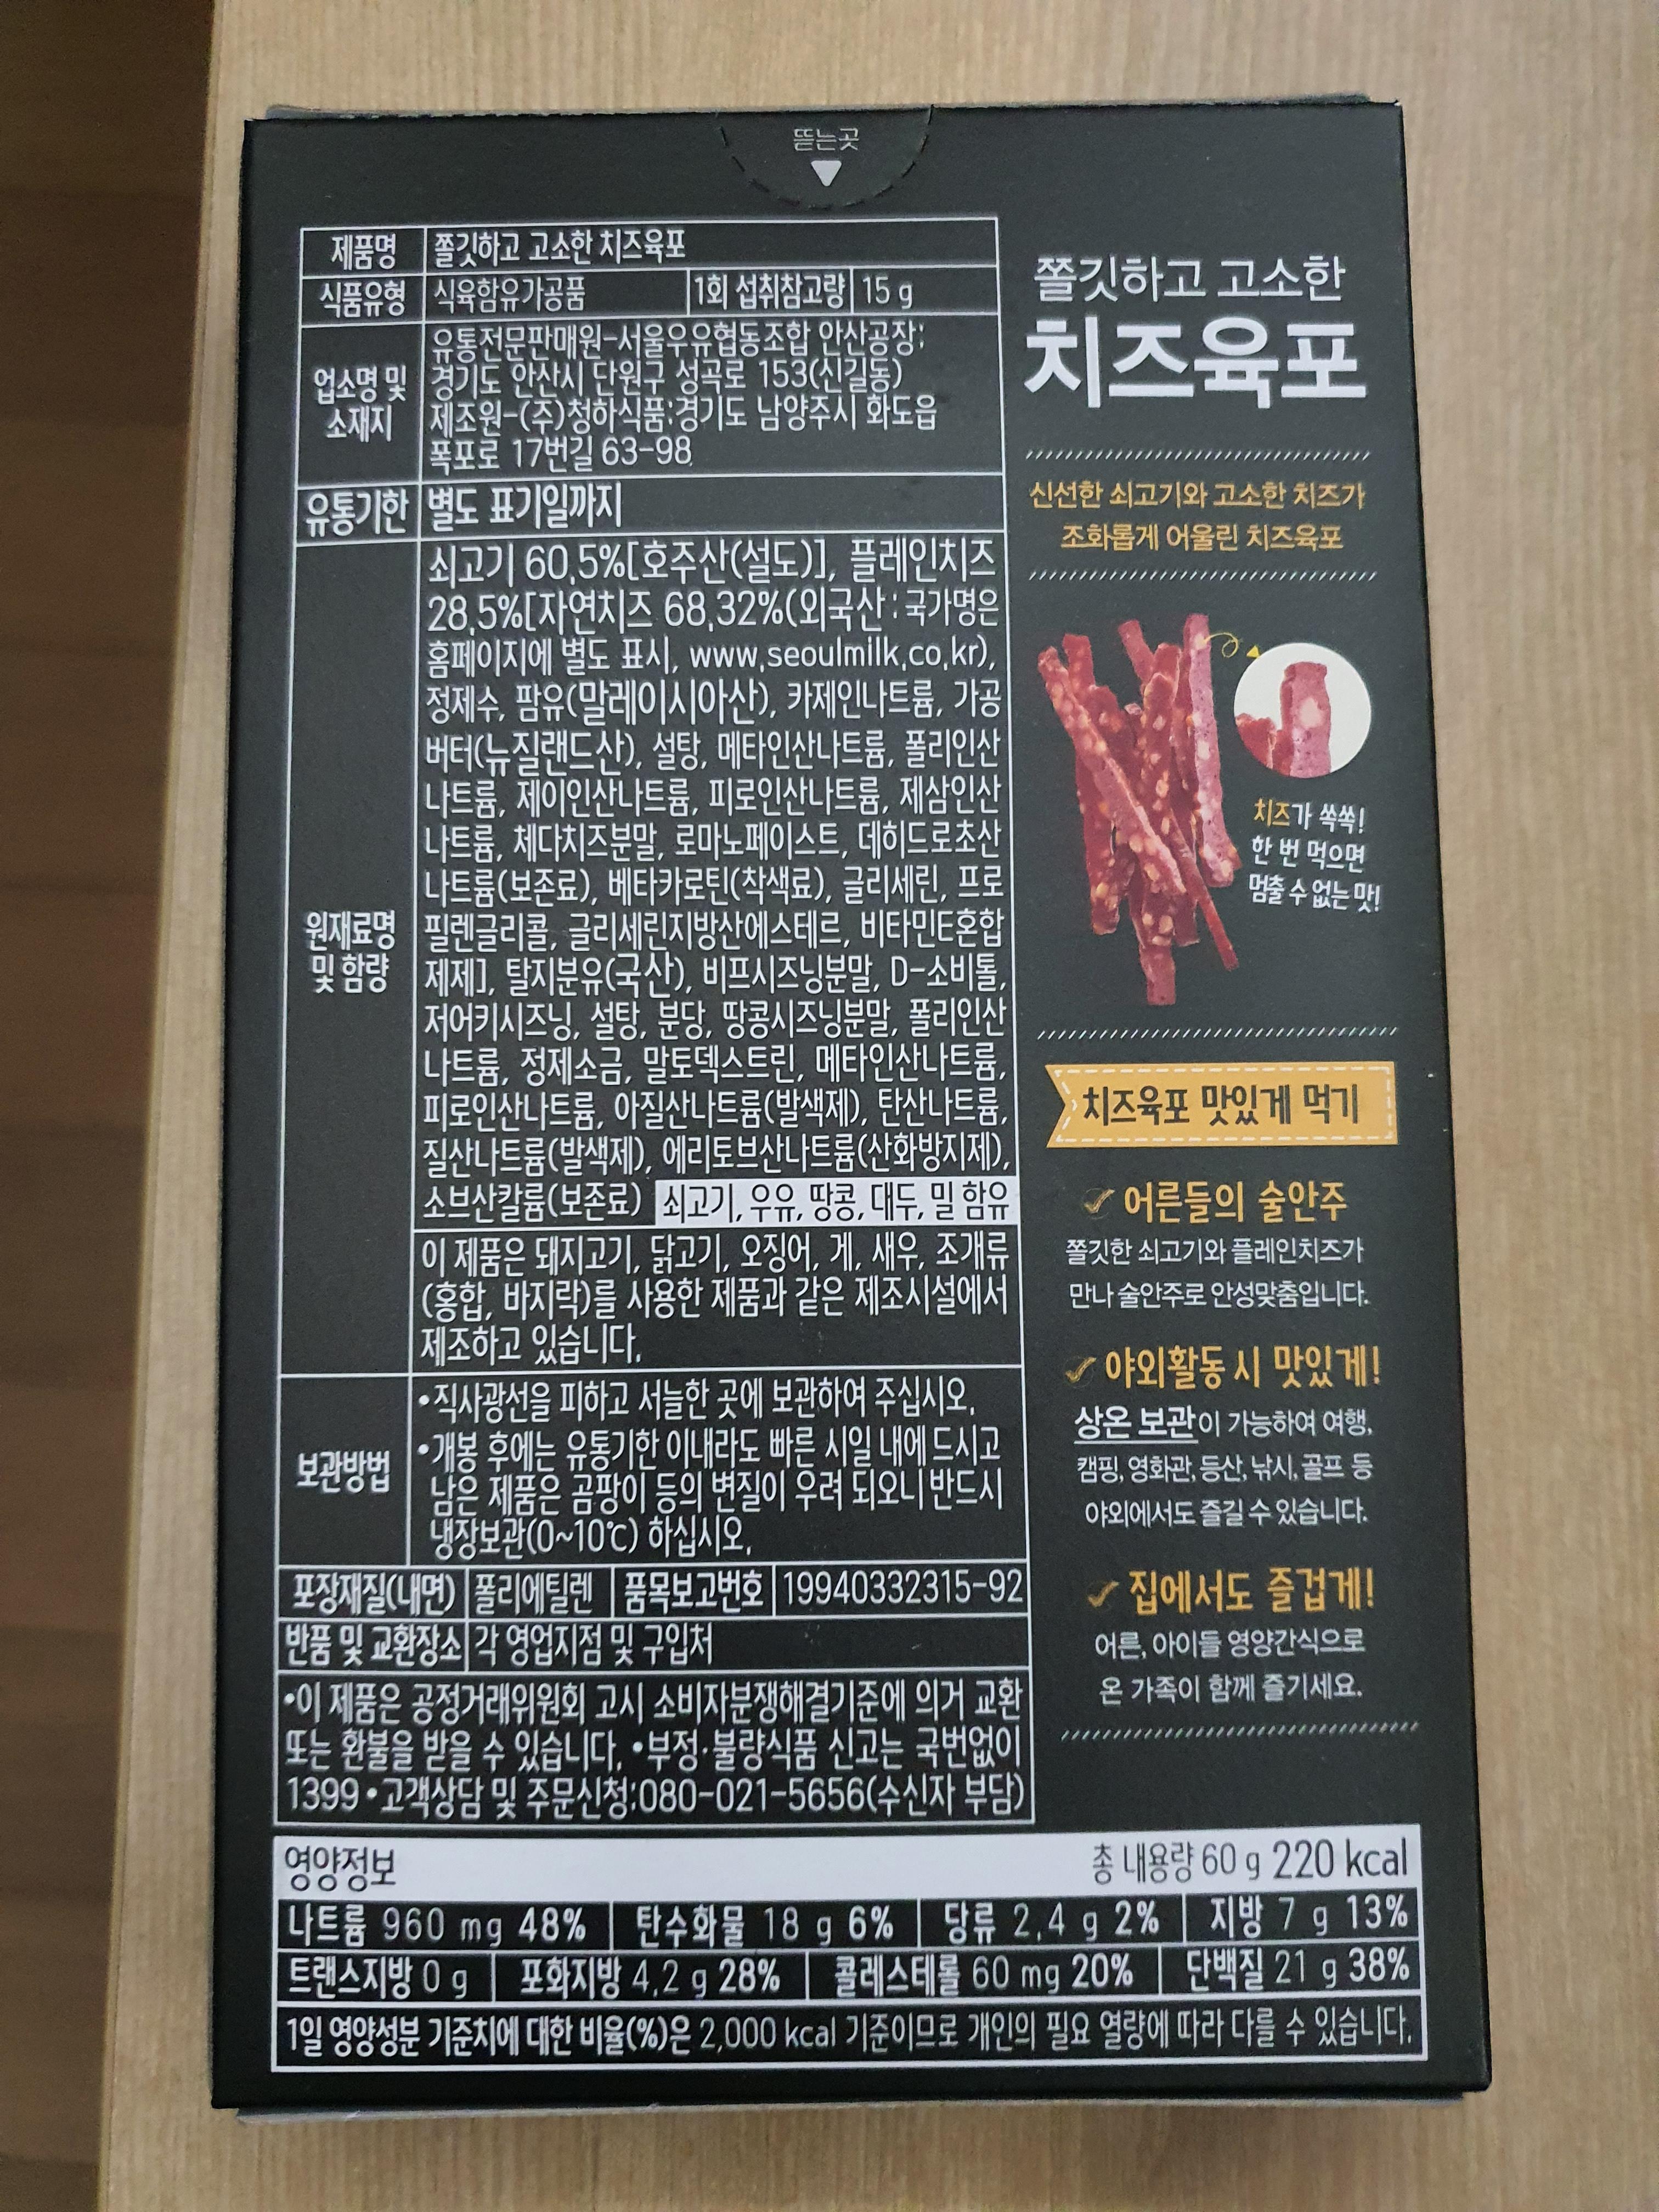 뜯는곳
제품명 쫄깃하고 고소한 치즈육포
식품유형 식육함유가공품 1회 섭취참고량 15 g
업소명 및 소재지
유통전문판매원-서울우유협동조합 안산공장:
경기도 안산시 단원구 성곡로 153(신길동)
제조원-(주)청하식품:경기도 남양주시 화도읍
폭포로 17번길 63-98
유통기한 별도 표기일까지
원재료명 및 함량
쇠고기 60.5%[호주산(설도)], 플레인치즈
28.5%[자연치즈 68.32%(외국산:국가명은
홈페이지에 별도 표시, www.seoulmilk.co.kr),
정제수, 팜유(말레이시아산), 카제인나트륨, 가공
버터(뉴질랜드산), 설탕, 메타인산나트륨, 폴리인산
나트륨, 제이인산나트륨, 피로인산나트륨, 제삼인산
나트륨, 체다치즈분말, 로마노페이스트, 데히드로초산
나트륨(보존료), 베타카로틴(착색료), 글리세린, 프로
필렌글리콜, 글리세린지방산에스테르, 비타민E혼합
제제], 탈지분유(국산), 비프시즈닝분말, D-소비톨,
저어키시즈닝, 설탕, 분당, 땅콩시즈닝분말, 폴리인산
나트륨, 정제소금, 말토덱스트린, 메타인산나트륨,
피로인산나트륨, 아질산나트륨(발색제), 탄산나트륨,
질산나트륨(발색제), 에리토브산나트륨(산화방지제),
소브산칼륨(보존료) 쇠고기, 우유, 땅콩, 대두, 밀 함유
이 제품은 돼지고기, 닭고기, 오징어, 게, 새우, 조개류
(홍합, 바지락)를 사용한 제품과 같은 제조시설에서
제조하고 있습니다.
보관방법
•직사광선을 피하고 서늘한 곳에 보관하여 주십시오.
•개봉 후에는 유통기한 이내라도 빠른 시일 내에 드시고
남은 제품은 곰팡이 등의 변질이 우려 되오니 반드시
냉장보관(0~10℃) 하십시오.
포장재질(내면) 폴리에틸렌 품목보고번호 19940332315-92
반품 및 교환장소 각 영업지점 및 구입처
•이 제품은 공정거래위원회 고시 소비자분쟁해결기준에 의거 교환
또는 환불을 받을 수 있습니다. •부정·불량식품 신고는 국번없이
1399 •고객상담 및 주문신청:080-021-5656(수신자 부담)
쫄깃하고 고소한
치즈육포
신선한 쇠고기와 고소한 치즈가
조화롭게 어울린 치즈육포
치즈가 쏙쏙!
한 번 먹으면
멈출 수 없는 맛!
치즈육포 맛있게 먹기
어른들의 술안주
쫄깃한 쇠고기와 플레인치즈가
만나 술안주로 안성맞춤입니다.
야외활동 시 맛있게!
상온 보관이 가능하여 여행,
캠핑, 영화관, 등산, 낚시, 골프 등
야외에서도 즐길 수 있습니다.
집에서도 즐겁게!
어른, 아이들 영양간식으로
온 가족이 함께 즐기세요.
영양정보 총 내용량 60 g 220 kcal
나트륨 960 mg 48% 탄수화물 18 g 6% 당류 2.4 g 2% 지방 7 g 13%
트랜스지방 0 g 포화지방 4.2 g 28% 콜레스테롤 60 mg 20% 단백질 21 g 38%
1일 영양성분 기준치에 대한 비율(%)은 2,000 kcal 기준이므로 개인의 필요 열량에 따라 다를 수 있습니다.